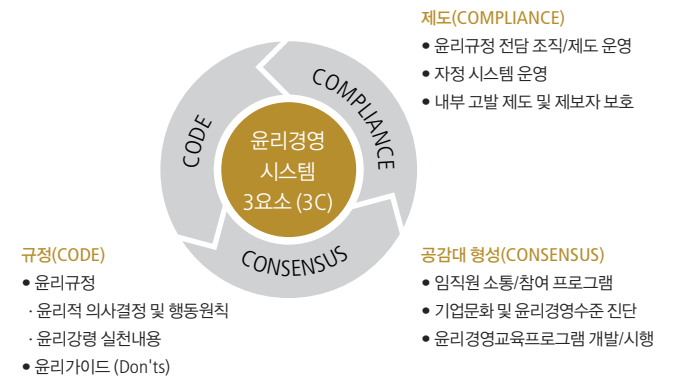 제도(COMPLIANCE)
• 윤리규정 전담 조직/제도 운영
• 자정 시스템 운영
• 내부 고발 제도 및 제보자 보호
CODE
COMPLIANCE
CONSENSUS
윤리경영
시스템
3요소 (3C)
규정(CODE)
• 윤리규정
· 윤리적 의사결정 및 행동원칙
· 윤리강령 실천내용
• 윤리가이드 (Don'ts)
공감대 형성(CONSENSUS)
• 임직원 소통/참여 프로그램
• 기업문화 및 윤리경영수준 진단
• 윤리경영교육프로그램 개발/시행